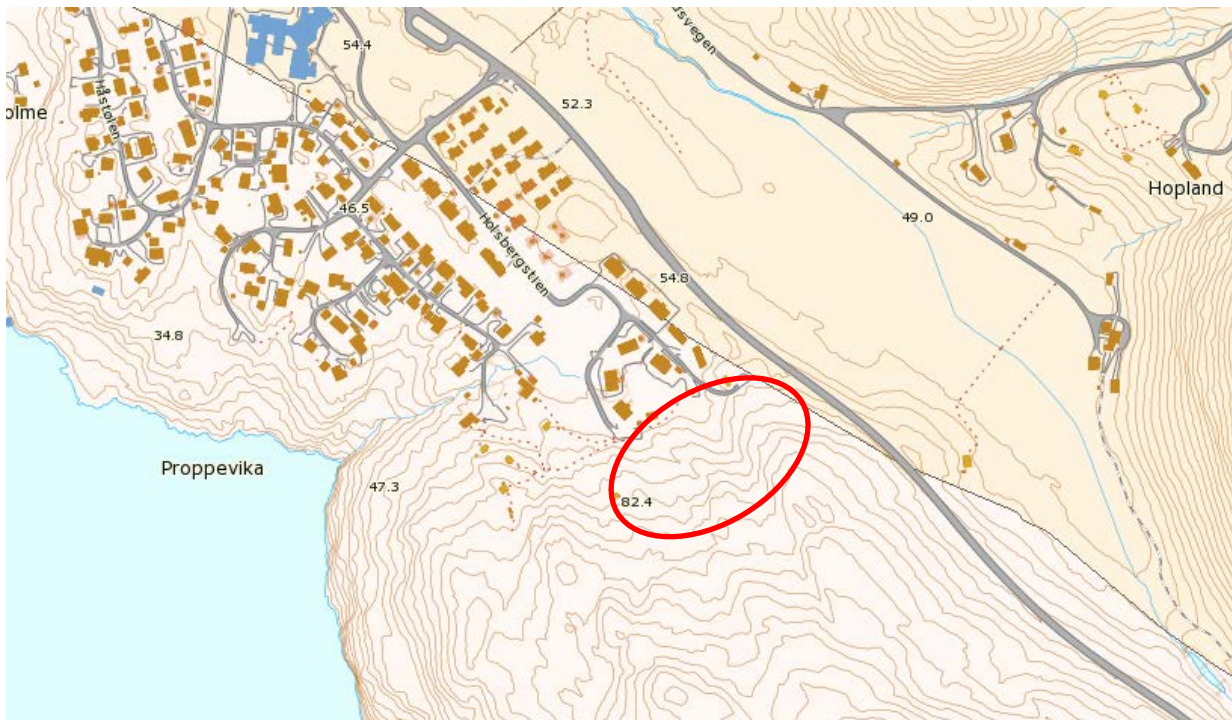 54.4
svegen
52.3
olme
Håstølen
Hopland
46.5
Holsbergstien
49.0
54.8
34.8
Proppevika
47.3
82.4